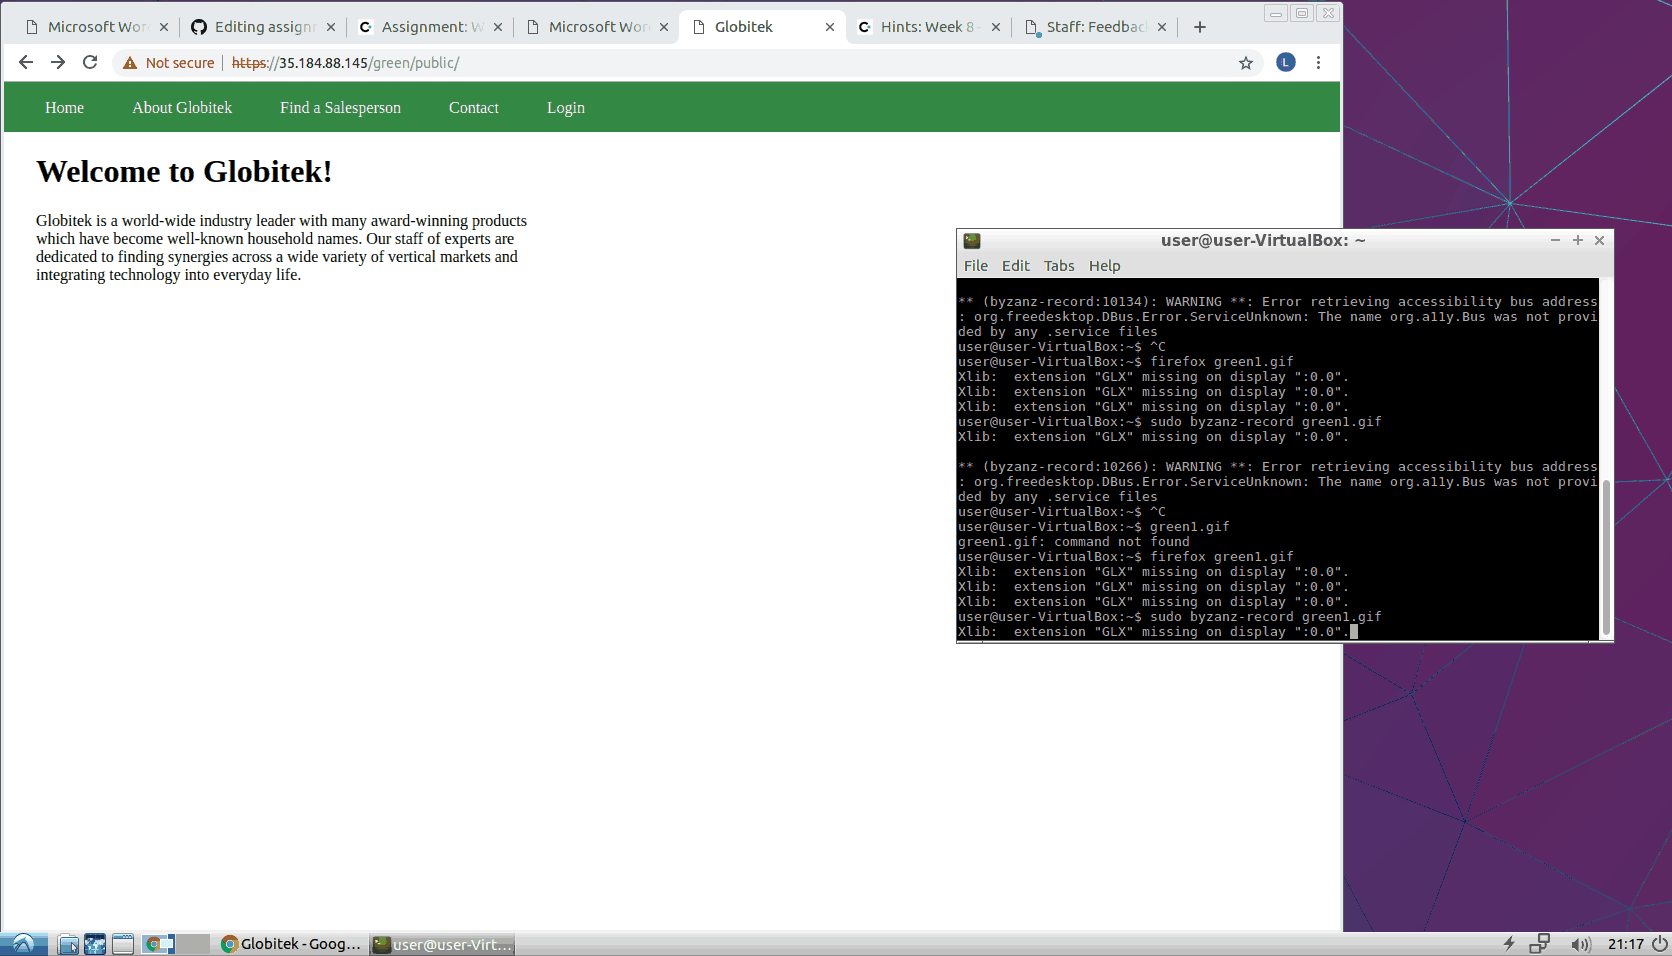 Microsoft Wor
Editing assignm
Assignment: W
Microsoft Wor
Globitek
Hints: Week 8
Staff: Feedbac
Not secure
https://35.184.88.145/green/public/
L
Home
About Globitek
Find a Salesperson
Contact
Login
Welcome to Globitek!
Globitek is a world-wide industry leader with many award-winning products
which have become well-known household names. Our staff of experts are
dedicated to finding synergies across a wide variety of vertical markets and
integrating technology into everyday life.
user@user-VirtualBox: ~
File Edit Tabs Help
** (byzanz-record:10134): WARNING **: Error retrieving accessibility bus address
: org.freedesktop.DBus.Error.ServiceUnknown: The name org.a11y.Bus was not provi
ded by any .service files
user@user-VirtualBox:~$ ^C
user@user-VirtualBox:~$ firefox green1.gif
Xlib:  extension "GLX" missing on display ":0.0".
Xlib:  extension "GLX" missing on display ":0.0".
Xlib:  extension "GLX" missing on display ":0.0".
user@user-VirtualBox:~$ sudo byzanz-record green1.gif
Xlib:  extension "GLX" missing on display ":0.0".
** (byzanz-record:10266): WARNING **: Error retrieving accessibility bus address
: org.freedesktop.DBus.Error.ServiceUnknown: The name org.a11y.Bus was not provi
ded by any .service files
user@user-VirtualBox:~$ ^C
user@user-VirtualBox:~$ green1.gif
green1.gif: command not found
user@user-VirtualBox:~$ firefox green1.gif
Xlib:  extension "GLX" missing on display ":0.0".
Xlib:  extension "GLX" missing on display ":0.0".
Xlib:  extension "GLX" missing on display ":0.0".
user@user-VirtualBox:~$ sudo byzanz-record green1.gif
Xlib:  extension "GLX" missing on display ":0.0".
Globitek - Goog...
user@user-Virt...
21:17